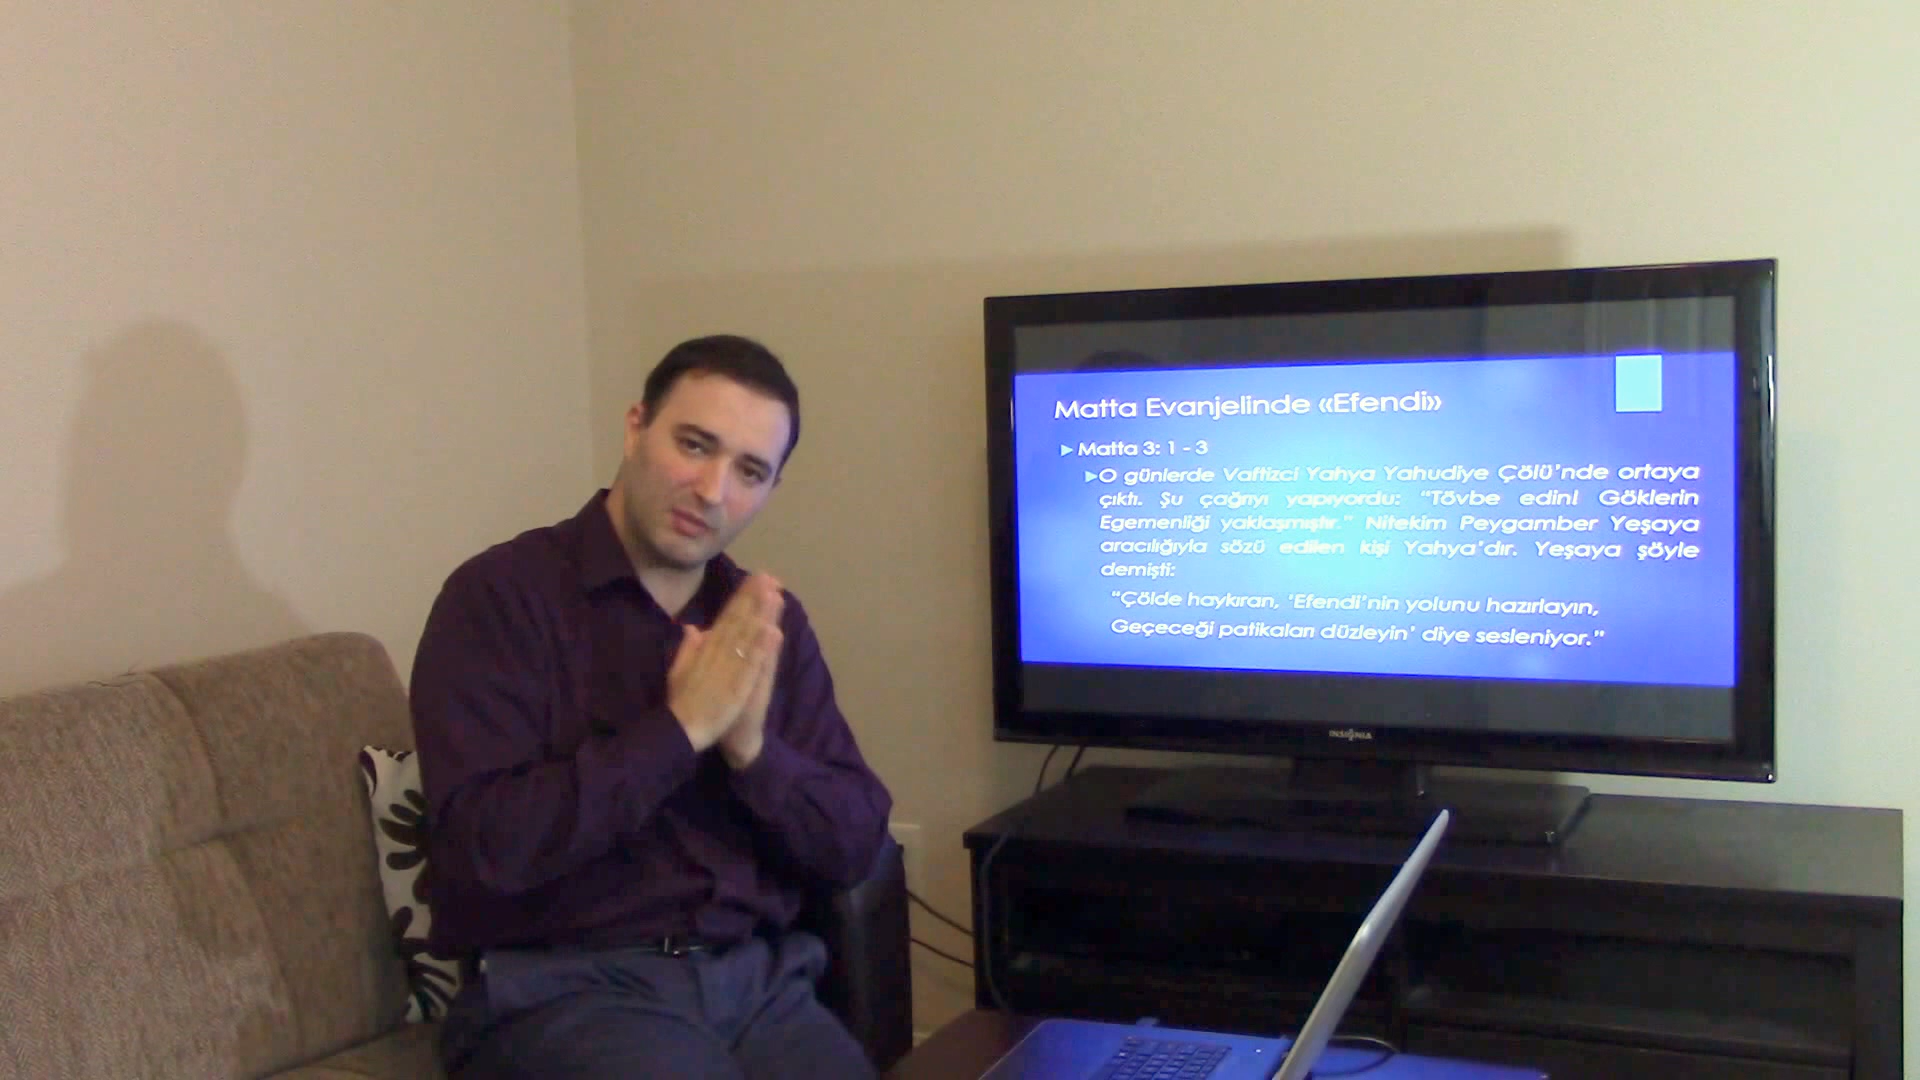 Matta Evanjelinde «Efendi»
Matta 3: 1 - 3
O günlerde Vaftizci Yahya Yahudiye Çölü’nde ortaya
çıktı. Şu çağrıyı yapıyordu: “Tövbe edin! Göklerin
Egemenliği yaklaşmıştır.” Nitekim Peygamber Yeşaya
aracılığıyla sözü edilen kişi Yahya’dır. Yeşaya şöyle
demişti:
“Çölde haykıran, ‘Efendi’nin yolunu hazırlayın,
Geçeceği patikaları düzleyin’ diye sesleniyor.”
INSIGNIA